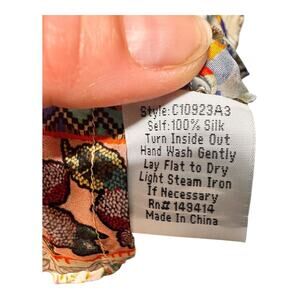 Style: C10923A3
Self: 100% Silk
Turn Inside Out
Hand Wash Gently
Lay Flat to Dry
Light Steam Iron
If Necessary
Rn# 149414
Made In China